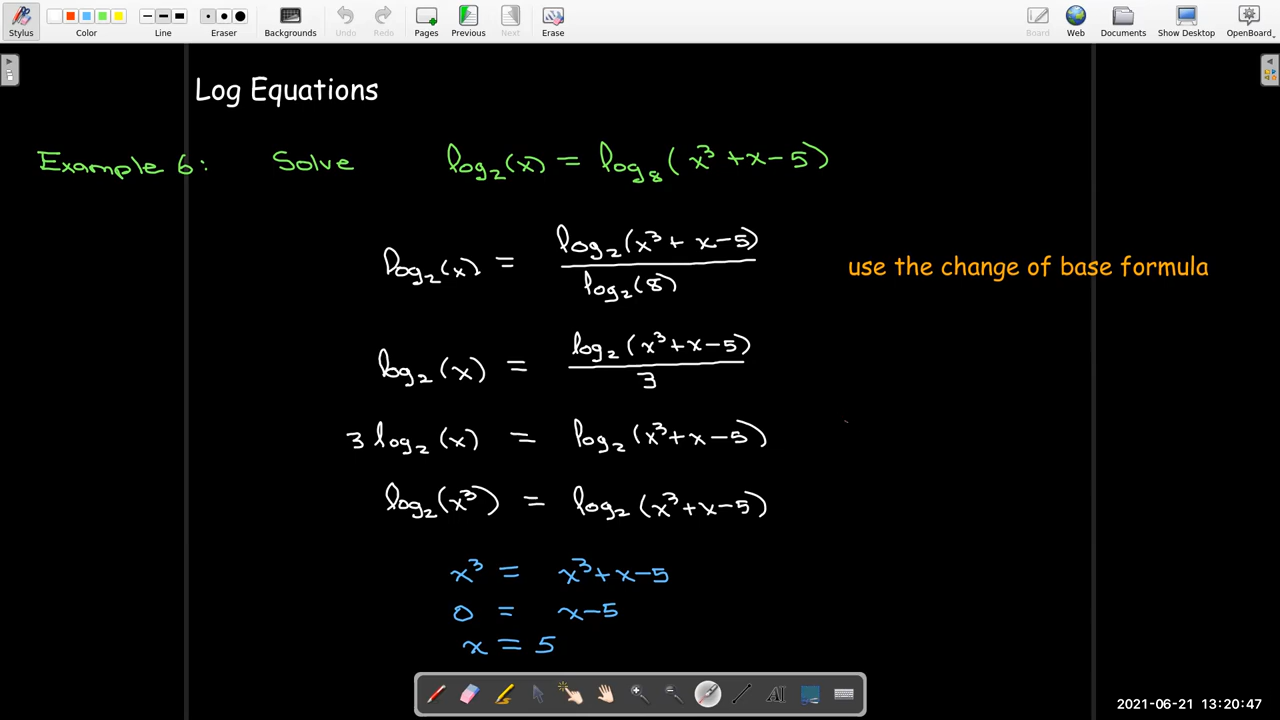 Stylus Color Line Eraser Backgrounds Undo Redo Pages Previous Next Erase Board Web Documents Show Desktop OpenBoard
Log Equations
Example 6: Solve log₂(x) = log₈(x³+x-5)
log₂(x) = log₂(x³+x-5)/log₂(8) use the change of base formula
log₂(x) = log₂(x³+x-5)/3
3 log₂(x) = log₂(x³+x-5)
log₂(x³) = log₂(x³+x-5)
x³ = x³+x-5
0 = x-5
x = 5
AI
2021-06-21 13:20:47